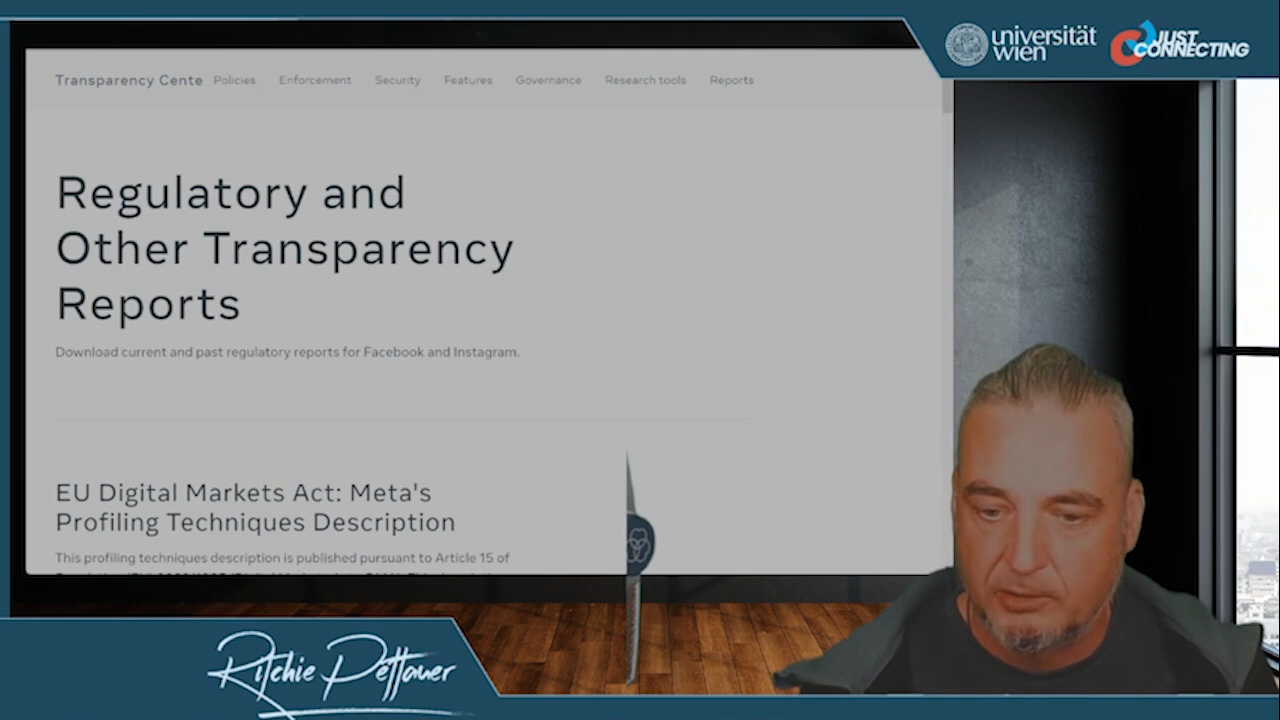 universität
wien
JUST
CONNECTING
Transparency Cente Policies Enforcement Security Features Governance Research tools Reports
Regulatory and
Other Transparency
Reports
Download current and past regulatory reports for Facebook and Instagram.
EU Digital Markets Act: Meta's
Profiling Techniques Description
This profiling techniques description is published pursuant to Article 15 of
Ritchie Pettauer